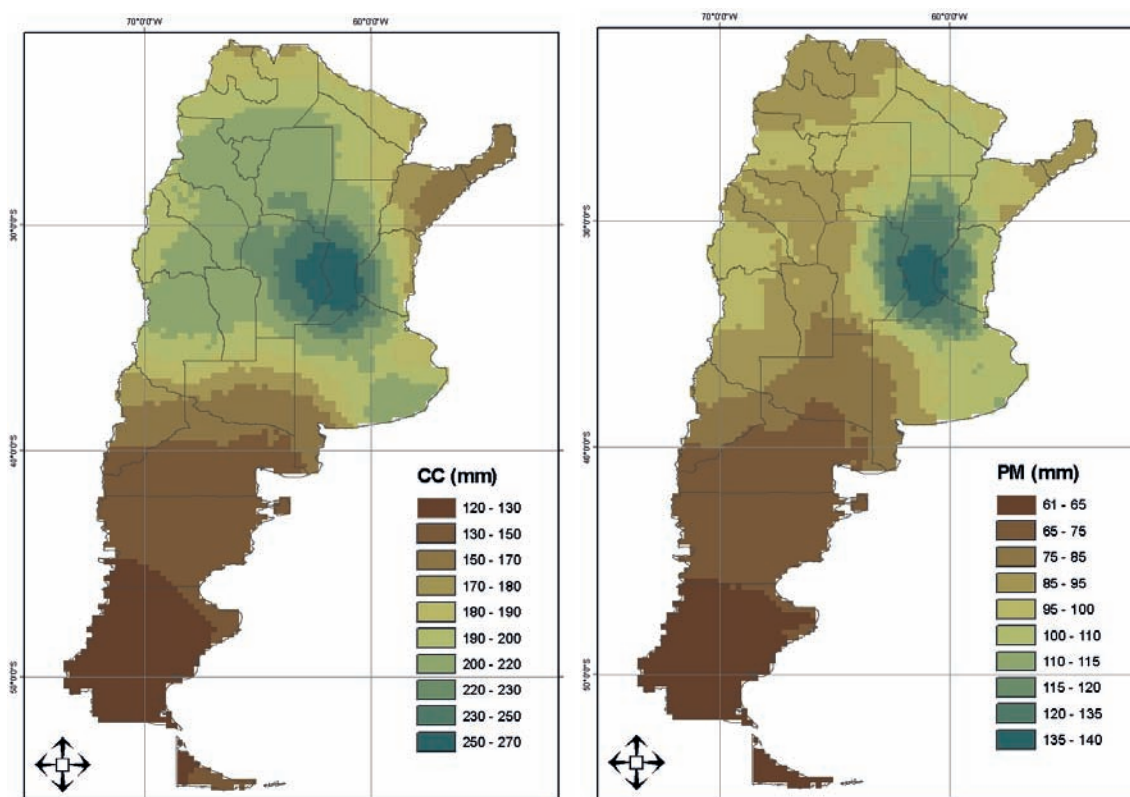 70°0'0"W 60°0'0"W
30°0'0"S
40°0'0"S
50°0'0"S
CC (mm)
120 - 130
130 - 150
150 - 170
170 - 180
180 - 190
190 - 200
200 - 220
220 - 230
230 - 250
250 - 270
70°0'0"W 60°0'0"W
30°0'0"S
40°0'0"S
50°0'0"S
PM (mm)
61 - 65
65 - 75
75 - 85
85 - 95
95 - 100
100 - 110
110 - 115
115 - 120
120 - 135
135 - 140